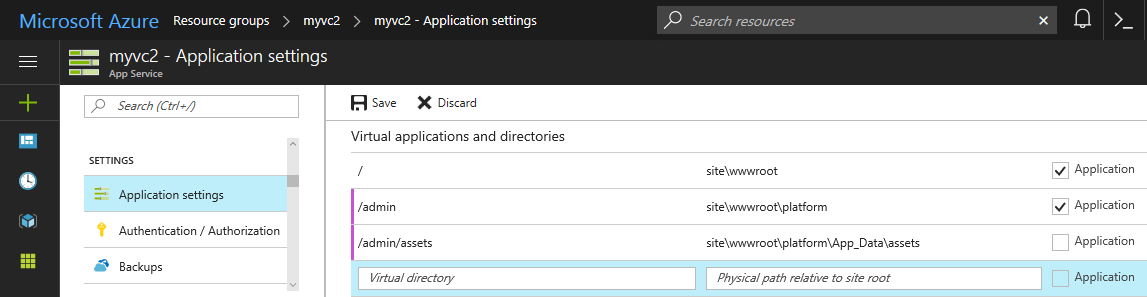 Microsoft Azure Resource groups > myvc2 > myvc2 - Application settings Search resources
myvc2 - Application settings
App Service
Search (Ctrl+/)
Save Discard
Virtual applications and directories
SETTINGS
Application settings
Authentication / Authorization
Backups
/ site\wwwroot Application
/admin site\wwwroot\platform Application
/admin/assets site\wwwroot\platform\App_Data\assets Application
Virtual directory Physical path relative to site root Application